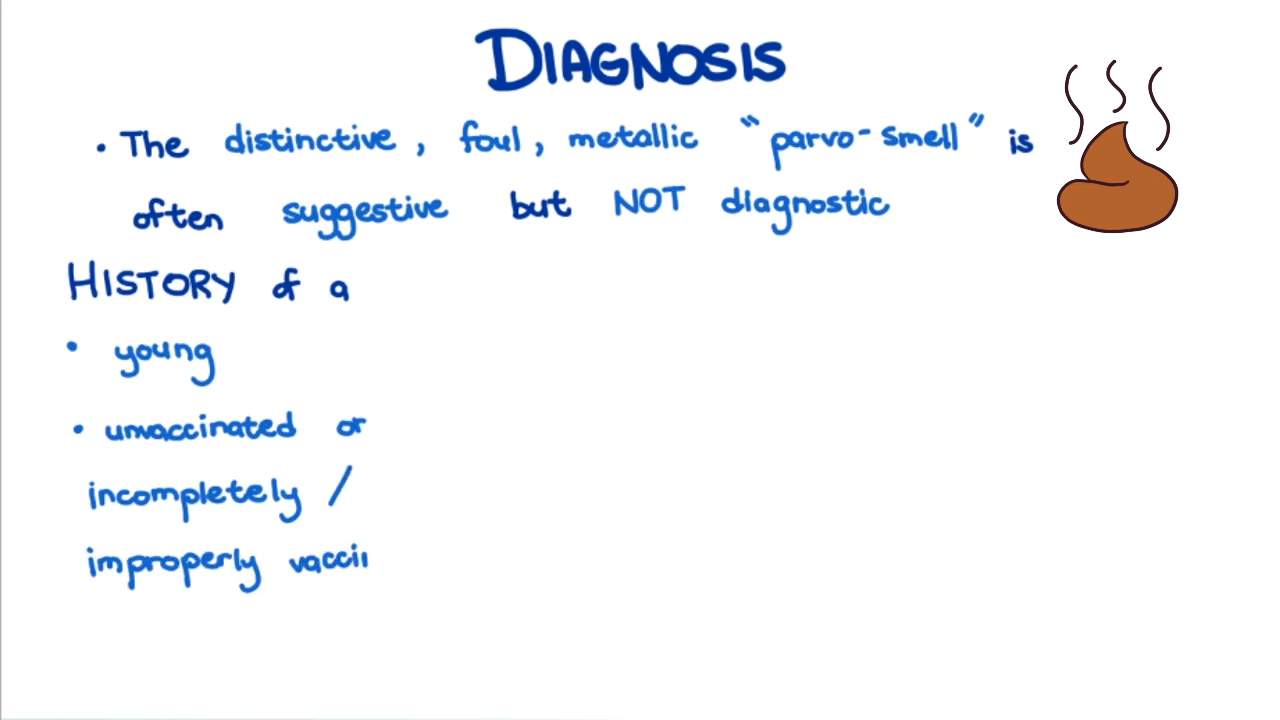 DIAGNOSIS
• The distinctive, foul, metallic "parvo-smell" is
often suggestive but NOT diagnostic
HISTORY of a
• young
• unvaccinated or
incompletely /
improperly vaccii